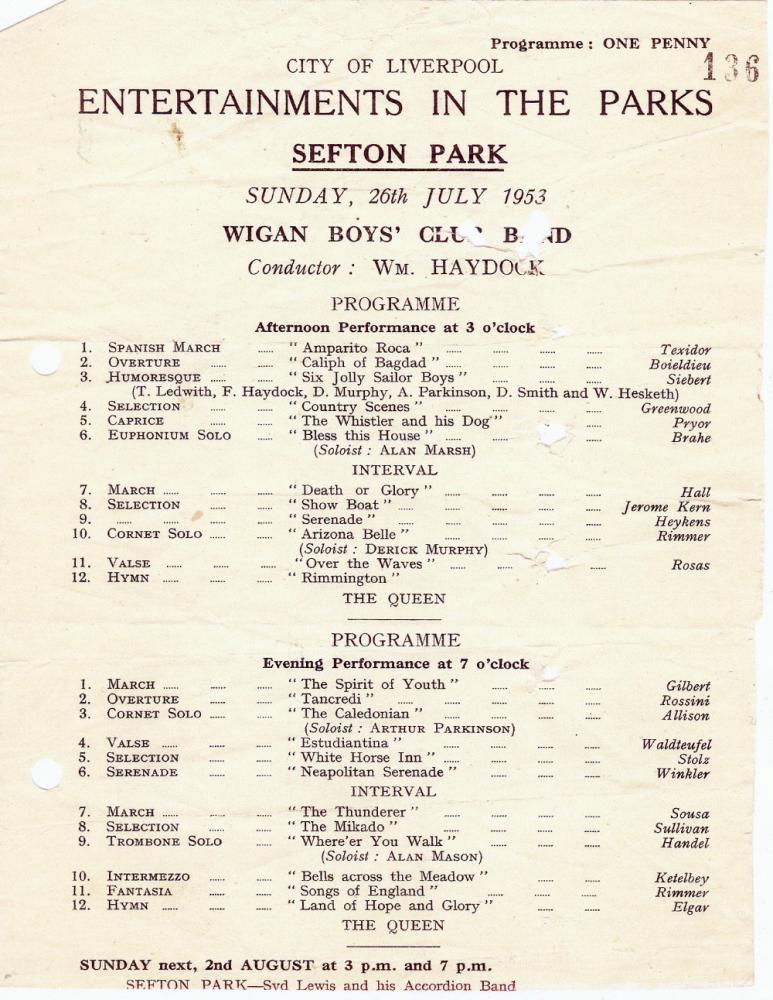 Programme : ONE PENNY
136
CITY OF LIVERPOOL
ENTERTAINMENTS IN THE PARKS
SEFTON PARK
SUNDAY, 26th JULY 1953
WIGAN BOYS' CLUB BAND
Conductor : WM. HAYDOCK
PROGRAMME
Afternoon Performance at 3 o'clock
1. SPANISH MARCH ...... " Amparito Roca " ...... ...... ...... ...... Texidor
2. OVERTURE ...... ...... " Caliph of Bagdad " ...... ...... ...... ...... Boieldieu
3. HUMORESQUE ...... ...... " Six Jolly Sailor Boys " ...... ...... ...... Siebert
(T. Ledwith, F. Haydock, D. Murphy, A. Parkinson, D. Smith and W. Hesketh)
4. SELECTION ...... ...... " Country Scenes " ...... ...... ...... ...... Greenwood
5. CAPRICE ...... ...... " The Whistler and his Dog " ...... ...... Pryor
6. EUPHONIUM SOLO ...... " Bless this House " ...... ...... ...... Brahe
(Soloist : ALAN MARSH)
INTERVAL
7. MARCH ...... ...... ...... " Death or Glory " ...... ...... ...... ...... Hall
8. SELECTION ...... ...... " Show Boat " ...... ...... ...... ...... ...... Jerome Kern
9. ...... ...... ...... " Serenade " ...... ...... ...... ...... ...... Heykens
10. CORNET SOLO ...... ...... " Arizona Belle " ...... ...... ...... ...... Rimmer
(Soloist : DERICK MURPHY)
11. VALSE ...... ...... ...... " Over the Waves " ...... ...... ...... Rosas
12. HYMN ...... ...... ...... " Rimmington "
THE QUEEN
PROGRAMME
Evening Performance at 7 o'clock
1. MARCH ...... ...... ...... " The Spirit of Youth " ...... ...... ...... Gilbert
2. OVERTURE ...... ...... " Tancredi " ...... ...... ...... ...... ...... Rossini
3. CORNET SOLO ...... ...... " The Caledonian " ...... ...... ...... ...... Allison
(Soloist : ARTHUR PARKINSON)
4. VALSE ...... ...... ...... " Estudiantina " ...... ...... ...... ...... Waldteufel
5. SELECTION ...... ...... " White Horse Inn " ...... ...... ...... ...... Stolz
6. SERENADE ...... ...... " Neapolitan Serenade " ...... ...... ...... Winkler
INTERVAL
7. MARCH ...... ...... ...... " The Thunderer " ...... ...... ...... ...... Sousa
8. SELECTION ...... ...... " The Mikado " ...... ...... ...... ...... Sullivan
9. TROMBONE SOLO ...... " Where'er You Walk " ...... ...... ...... ...... Handel
(Soloist : ALAN MASON)
10. INTERMEZZO ...... ...... " Bells across the Meadow " ...... ...... Ketelbey
11. FANTASIA ...... ...... " Songs of England " ...... ...... ...... Rimmer
12. HYMN ...... ...... ...... " Land of Hope and Glory " ...... ...... Elgar
THE QUEEN
SUNDAY next, 2nd AUGUST at 3 p.m. and 7 p.m.
SEFTON PARK—Syd Lewis and his Accordion Band